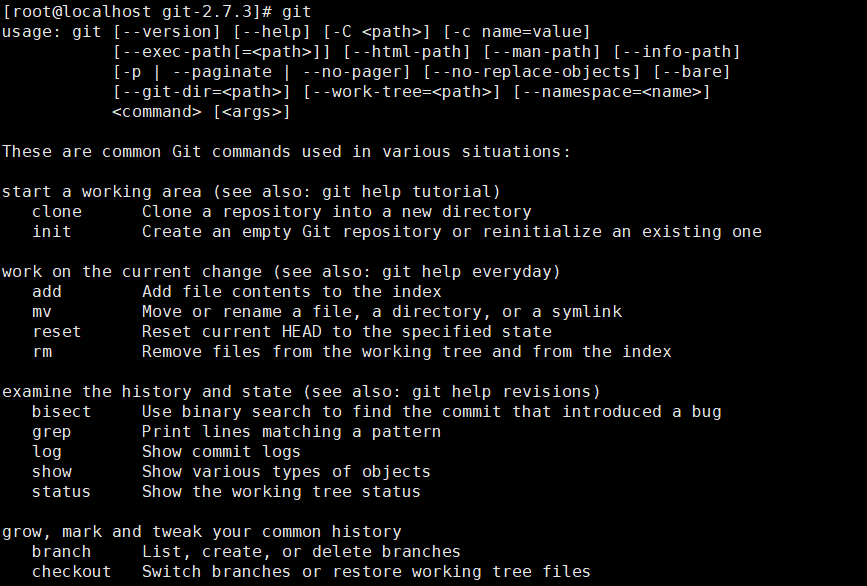 [root@localhost git-2.7.3]# git
usage: git [--version] [--help] [-C <path>] [-c name=value]
           [--exec-path[=<path>]] [--html-path] [--man-path] [--info-path]
           [-p | --paginate | --no-pager] [--no-replace-objects] [--bare]
           [--git-dir=<path>] [--work-tree=<path>] [--namespace=<name>]
           <command> [<args>]

These are common Git commands used in various situations:

start a working area (see also: git help tutorial)
   clone      Clone a repository into a new directory
   init       Create an empty Git repository or reinitialize an existing one

work on the current change (see also: git help everyday)
   add        Add file contents to the index
   mv         Move or rename a file, a directory, or a symlink
   reset      Reset current HEAD to the specified state
   rm         Remove files from the working tree and from the index

examine the history and state (see also: git help revisions)
   bisect     Use binary search to find the commit that introduced a bug
   grep       Print lines matching a pattern
   log        Show commit logs
   show       Show various types of objects
   status     Show the working tree status

grow, mark and tweak your common history
   branch     List, create, or delete branches
   checkout   Switch branches or restore working tree files